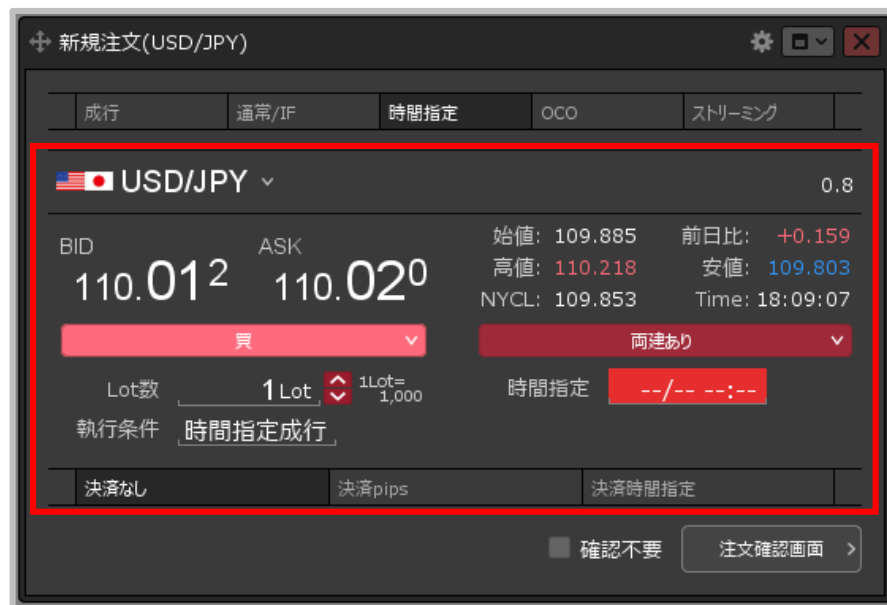 新規注文(USD/JPY)
成行 通常/IF 時間指定 OCO ストリーミング
USD/JPY 0.8
BID 110.012 ASK 110.020
始値: 109.885 前日比: +0.159
高値: 110.218 安値: 109.803
NYCL: 109.853 Time: 18:09:07
買 両建あり
Lot数 1 Lot 1Lot= 1,000 時間指定 --/-- --:--
執行条件 時間指定成行
決済なし 決済pips 決済時間指定
確認不要 注文確認画面